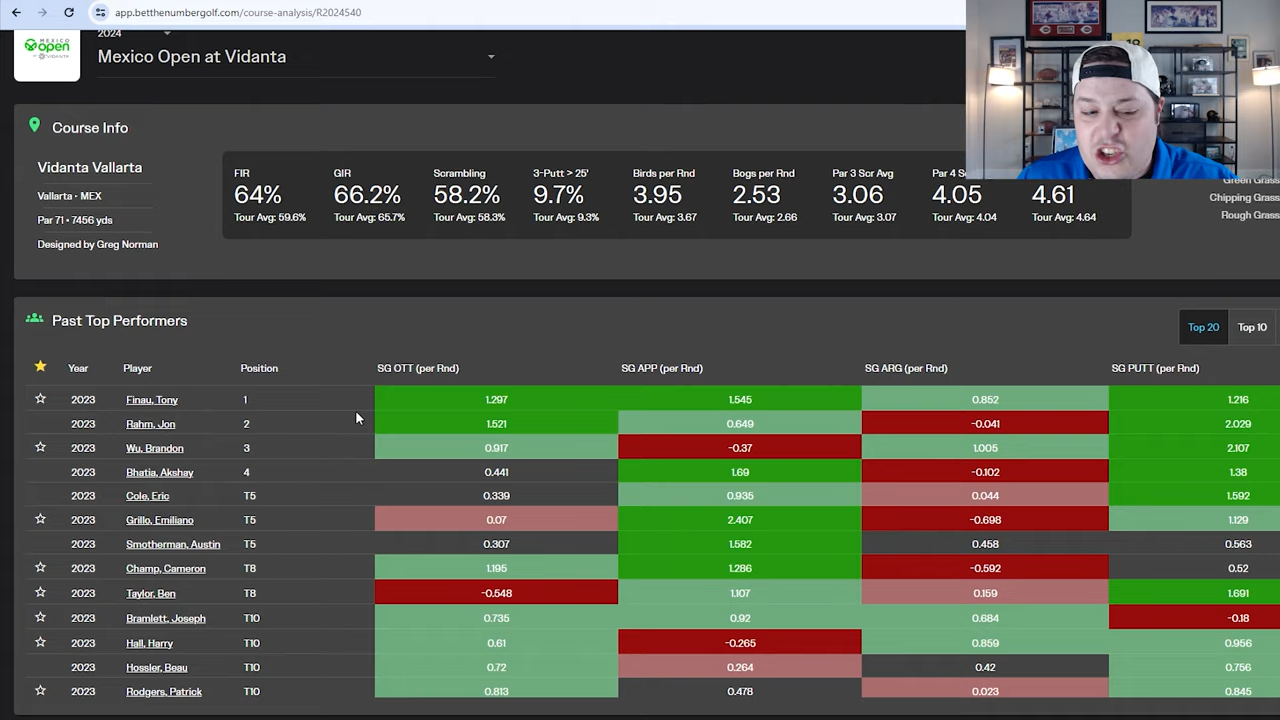 app.betthenumbergolf.com/course-analysis/R2024540
2024
MEXICO
open
Mexico Open at Vidanta
Course Info
Vidanta Vallarta
Vallarta • MEX
Par 71 • 7456 yds
Designed by Greg Norman
FIR GIR Scrambling 3-Putt > 25' Birds per Rnd Bogs per Rnd Par 3 Scr Avg Par 4
64% 66.2% 58.2% 9.7% 3.95 2.53 3.06 4.05 4.61
Tour Avg: 59.6% Tour Avg: 65.7% Tour Avg: 58.3% Tour Avg: 9.3% Tour Avg: 3.67 Tour Avg: 2.66 Tour Avg: 3.07 Tour Avg: 4.04 Tour Avg: 4.64
Green Grass
Chipping Grass
Rough Grass
Past Top Performers
Top 20 Top 10
Year Player Position SG OTT (per Rnd) SG APP (per Rnd) SG ARG (per Rnd) SG PUTT (per Rnd)
2023 Finau, Tony 1 1.297 1.545 0.852 1.216
2023 Rahm, Jon 2 1.521 0.649 -0.041 2.029
2023 Wu, Brandon 3 0.917 -0.37 1.005 2.107
2023 Bhatia, Akshay 4 0.441 1.69 -0.102 1.38
2023 Cole, Eric T5 0.339 0.935 0.044 1.592
2023 Grillo, Emiliano T5 0.07 2.407 -0.698 1.129
2023 Smotherman, Austin T5 0.307 1.582 0.458 0.563
2023 Champ, Cameron T8 1.195 1.286 -0.592 0.52
2023 Taylor, Ben T8 -0.548 1.107 0.159 1.691
2023 Bramlett, Joseph T10 0.735 0.92 0.684 -0.18
2023 Hall, Harry T10 0.61 -0.265 0.859 0.956
2023 Hossler, Beau T10 0.72 0.264 0.42 0.756
2023 Rodgers, Patrick T10 0.813 0.478 0.023 0.845